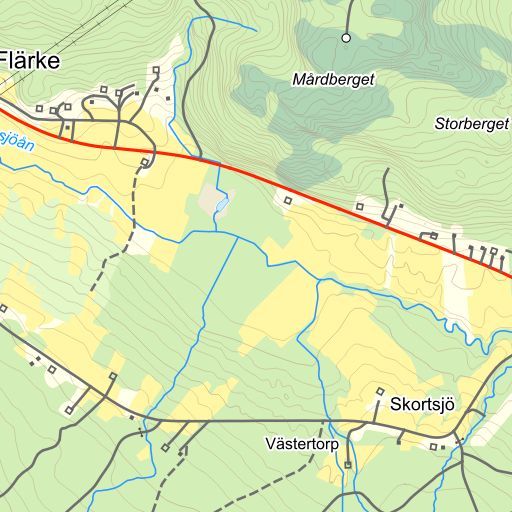 Flärke
Mårdberget
Storberget
sjöån
Skortsjö
Västertorp